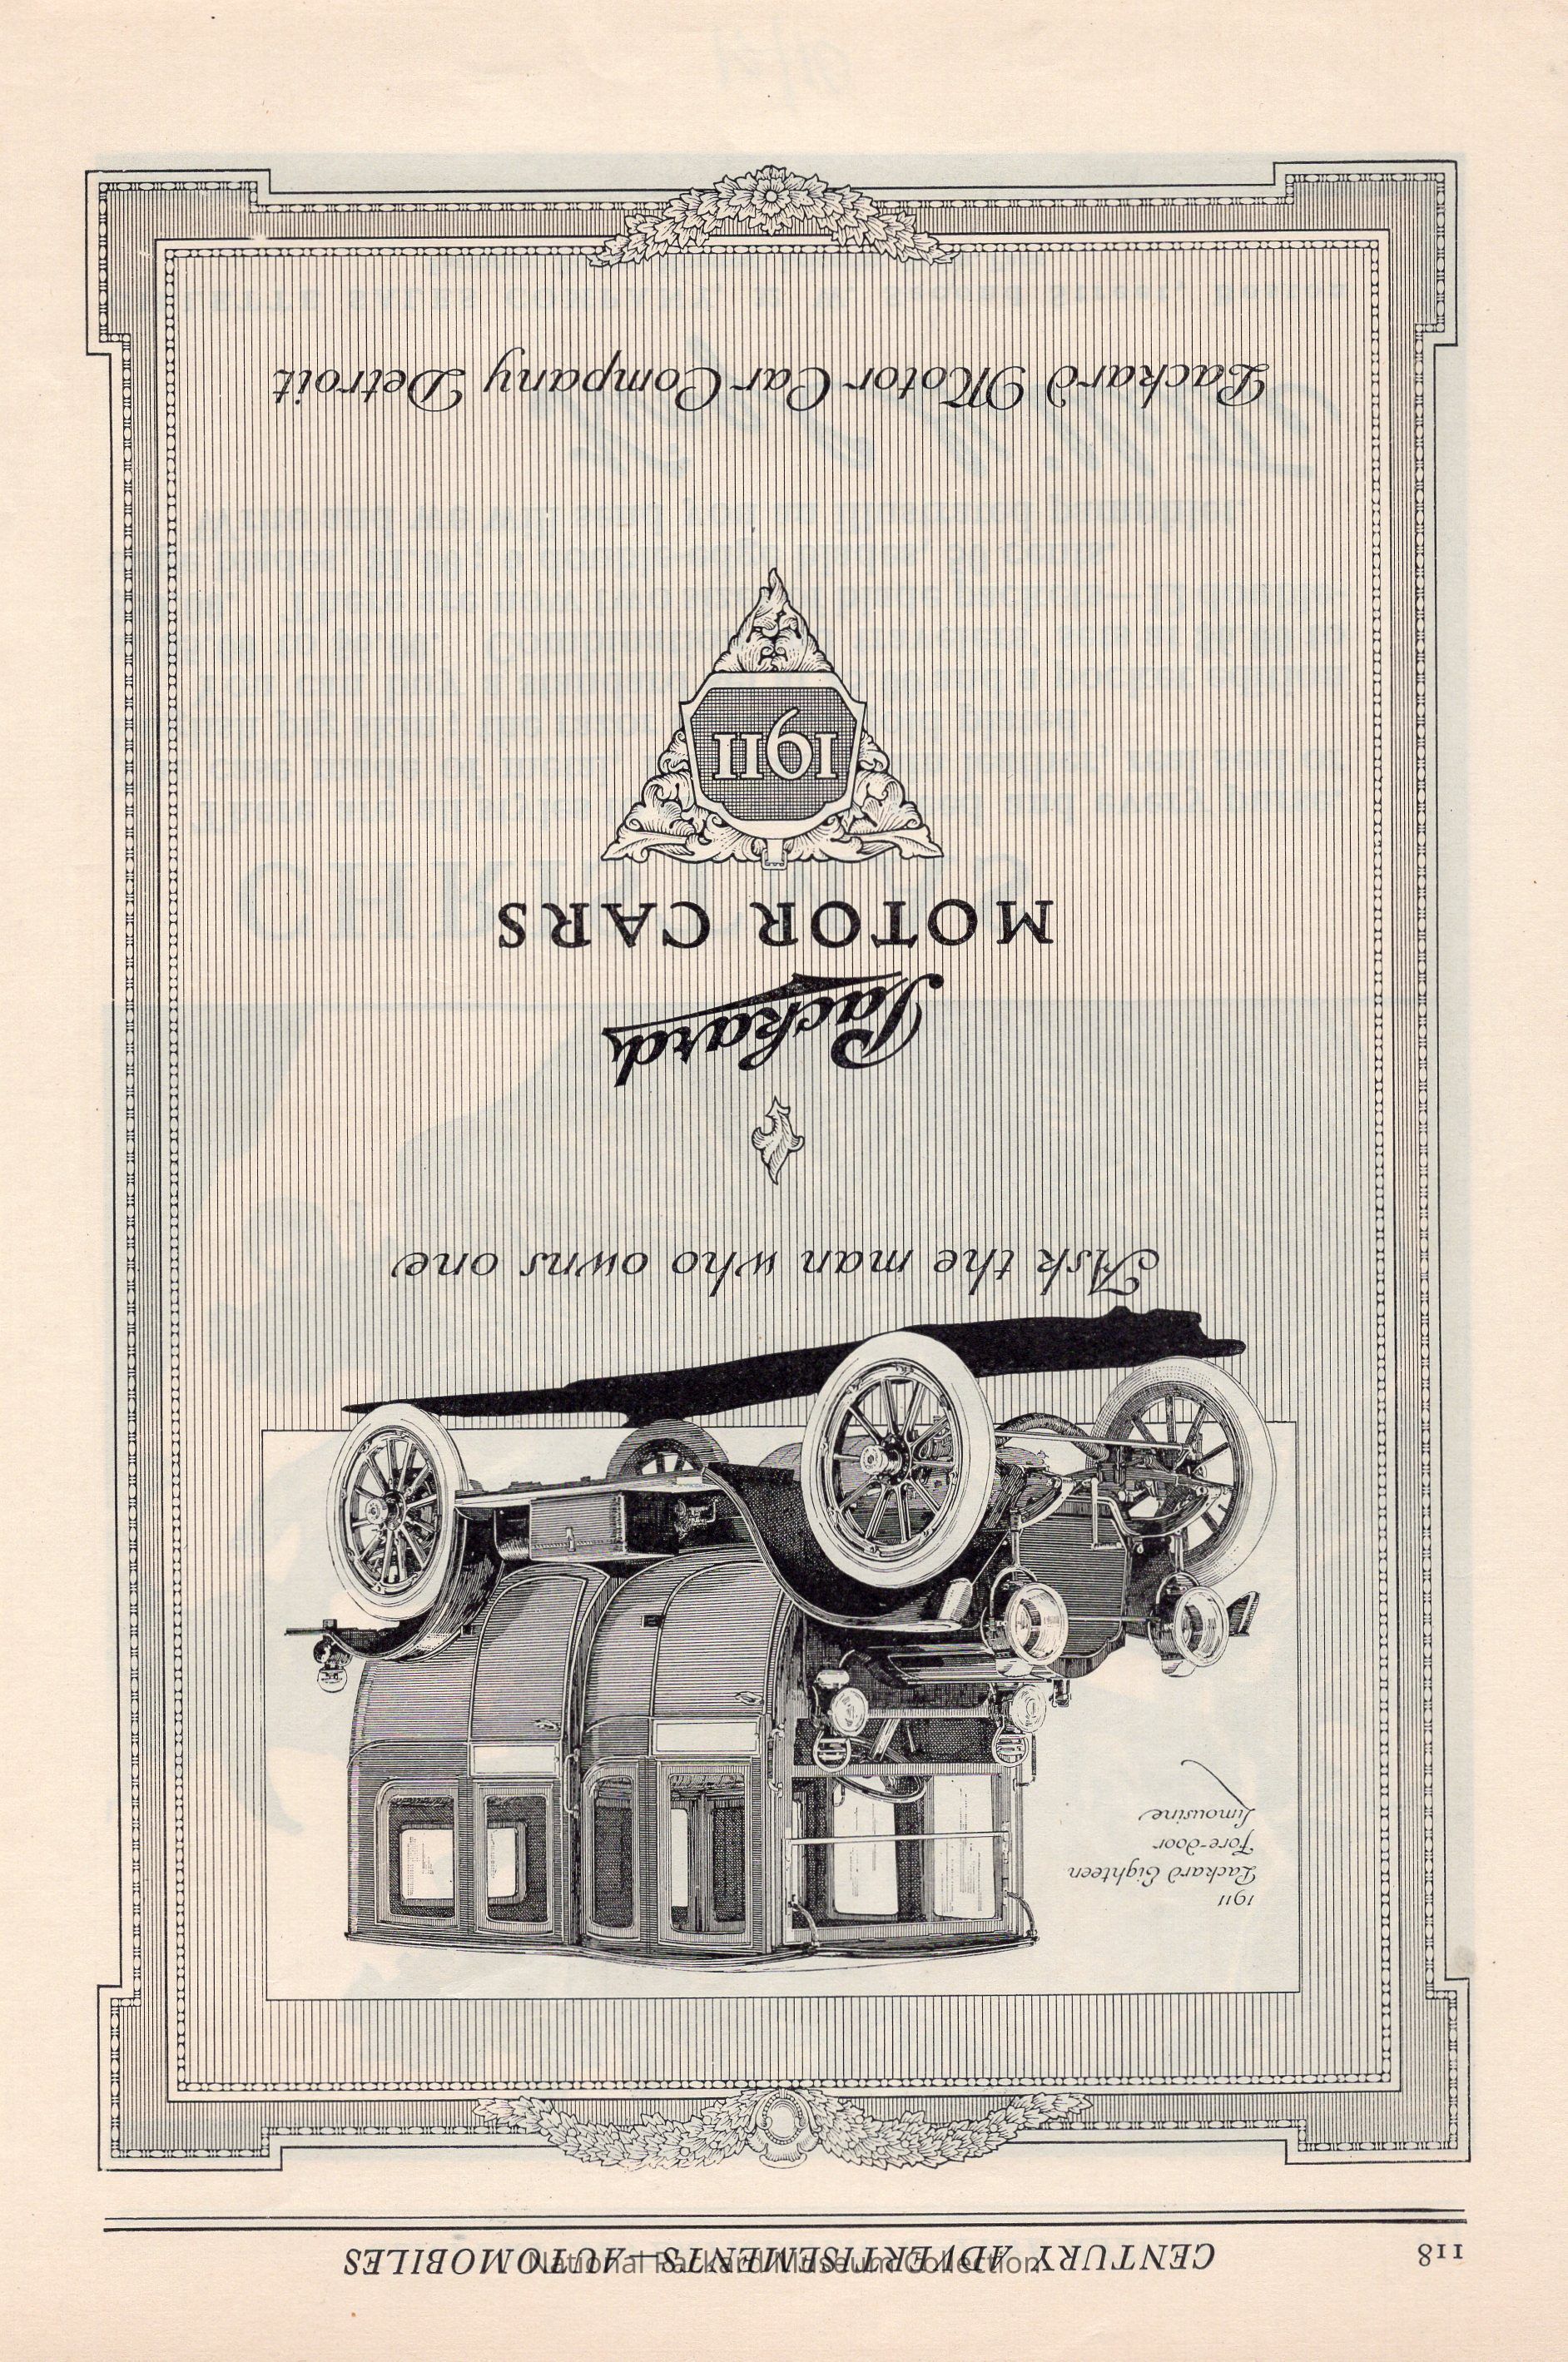 118
CENTURY ADVERTISEMENTS—AUTOMOBILES
1911
Packard Eighteen
Fore-door
Limousine
Ask the man who owns one
Packard
MOTOR CARS
1911
Packard Motor Car Company Detroit
National Packard Museum Collection